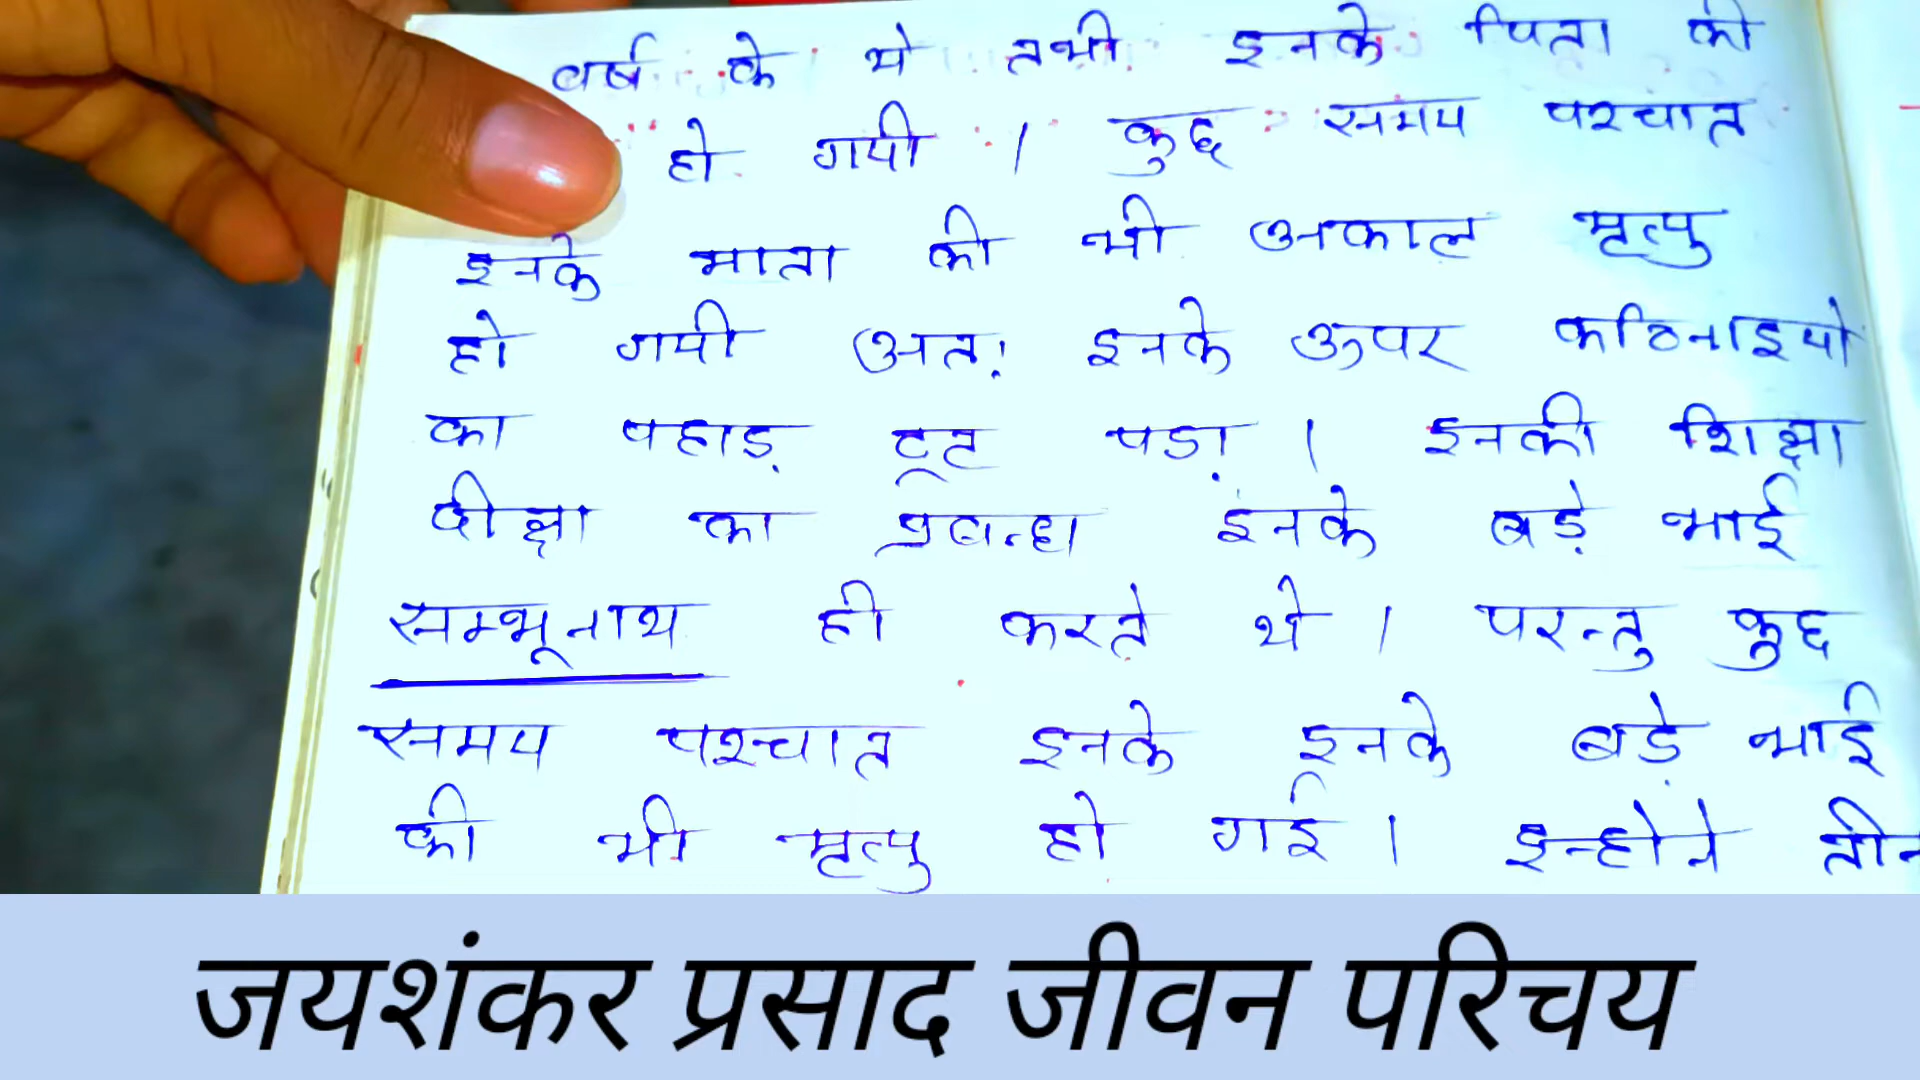 वर्ष के थे तभी इनके पिता की
हो गयी । कुछ समय पश्चात
इनके माता की भी अकाल मृत्यु
हो गयी अतः इनके ऊपर कठिनाइयो
का पहाड़ टूट पड़ा । इनकी शिक्षा
दीक्षा का प्रबन्ध इनके बड़े भाई
सम्भूनाथ ही करते थे । परन्तु कुछ
समय पश्चात इनके इनके बड़े भाई
की भी मृत्यु हो गई । इन्होने तीन
जयशंकर प्रसाद जीवन परिचय